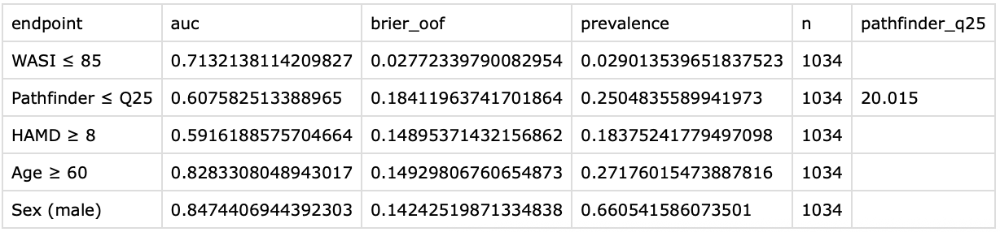 endpoint auc brier_oof prevalence n pathfinder_q25
WASI ≤ 85 0.7132138114209827 0.02772339790082954 0.029013539651837523 1034
Pathfinder ≤ Q25 0.607582513388965 0.18411963741701864 0.2504835589941973 1034 20.015
HAMD ≥ 8 0.5916188575704664 0.14895371432156862 0.18375241779497098 1034
Age ≥ 60 0.8283308048943017 0.14929806760654873 0.27176015473887816 1034
Sex (male) 0.8474406944392303 0.14242519871334838 0.660541586073501 1034